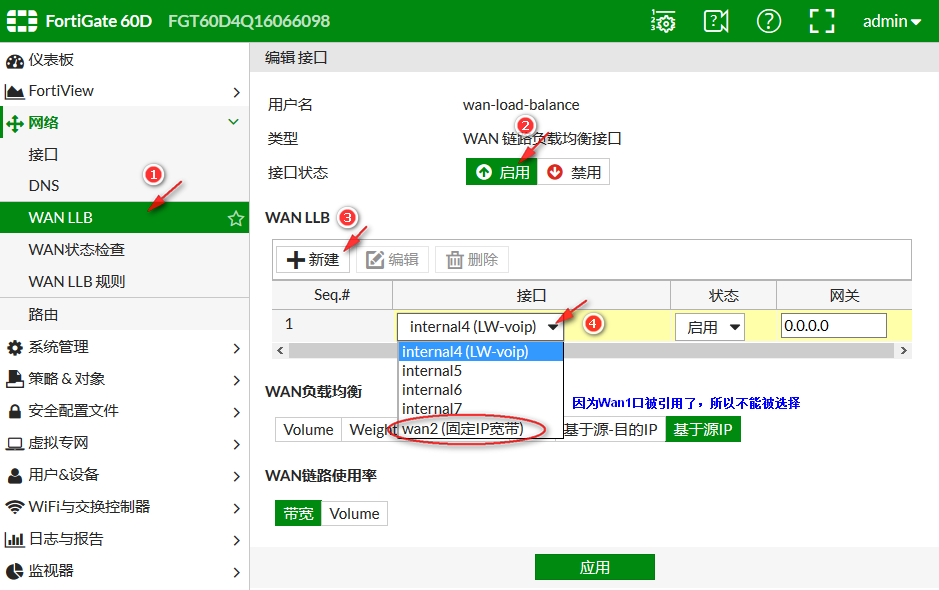 FortiGate 60D FGT60D4Q16066098 admin
仪表板
FortiView
网络
接口
DNS
WAN LLB
WAN状态检查
WAN LLB 规则
路由
系统管理
策略 & 对象
安全配置文件
虚拟专网
用户&设备
WiFi与交换控制器
日志与报告
监视器
编辑 接口
用户名 wan-load-balance
类型 WAN 链路负载均衡接口
接口状态 启用 禁用
1
2
WAN LLB 3
新建 编辑 删除
Seq.# 接口 状态 网关
1 internal4 (LW-voip) 启用 0.0.0.0
4
internal4 (LW-voip)
internal5
internal6
internal7
wan2 (固定IP宽带)
WAN负载均衡
因为Wan1口被引用了，所以不能被选择
Volume Weight 基于源-目的IP 基于源IP
WAN链路使用率
带宽 Volume
应用